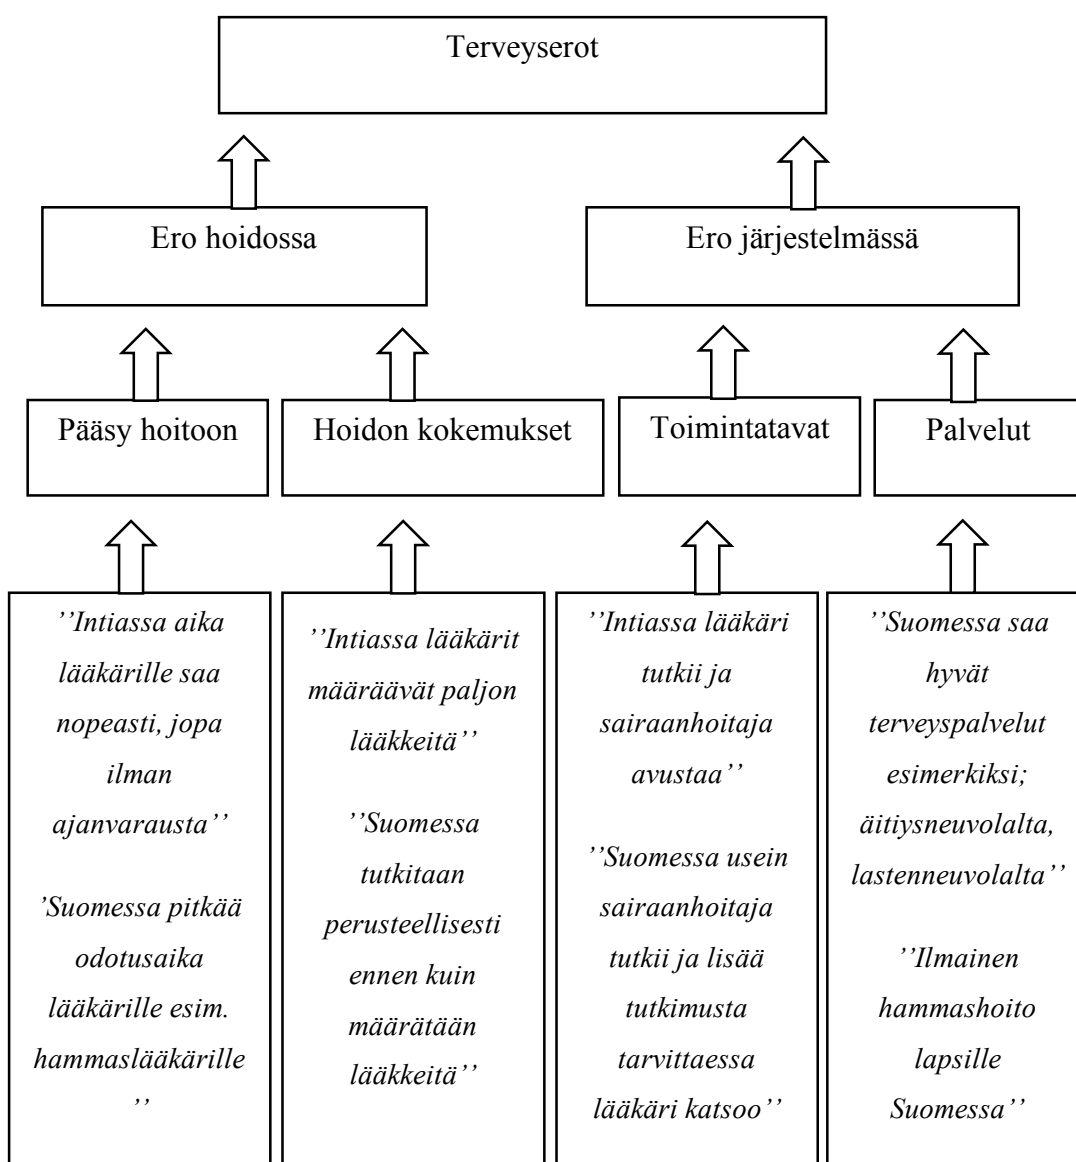 Terveyserot
Ero hoidossa
Ero järjestelmässä
Pääsy hoitoon
Hoidon kokemukset
Toimintatavat
Palvelut
’’Intiassa aika
lääkärille saa
nopeasti, jopa
ilman
ajanvarausta’’
’Suomessa pitkää
odotusaika
lääkärille esim.
hammaslääkärille
’’
’’Intiassa lääkärit
määräävät paljon
lääkkeitä’’
’’Suomessa
tutkitaan
perusteellisesti
ennen kuin
määrätään
lääkkeitä’’
’’Intiassa lääkäri
tutkii ja
sairaanhoitaja
avustaa’’
’’Suomessa usein
sairaanhoitaja
tutkii ja lisää
tutkimusta
tarvittaessa
lääkäri katsoo’’
’’Suomessa saa
hyvät
terveyspalvelut
esimerkiksi;
äitiysneuvolalta,
lastenneuvolalta’’
’’Ilmainen
hammashoito
lapsille
Suomessa’’